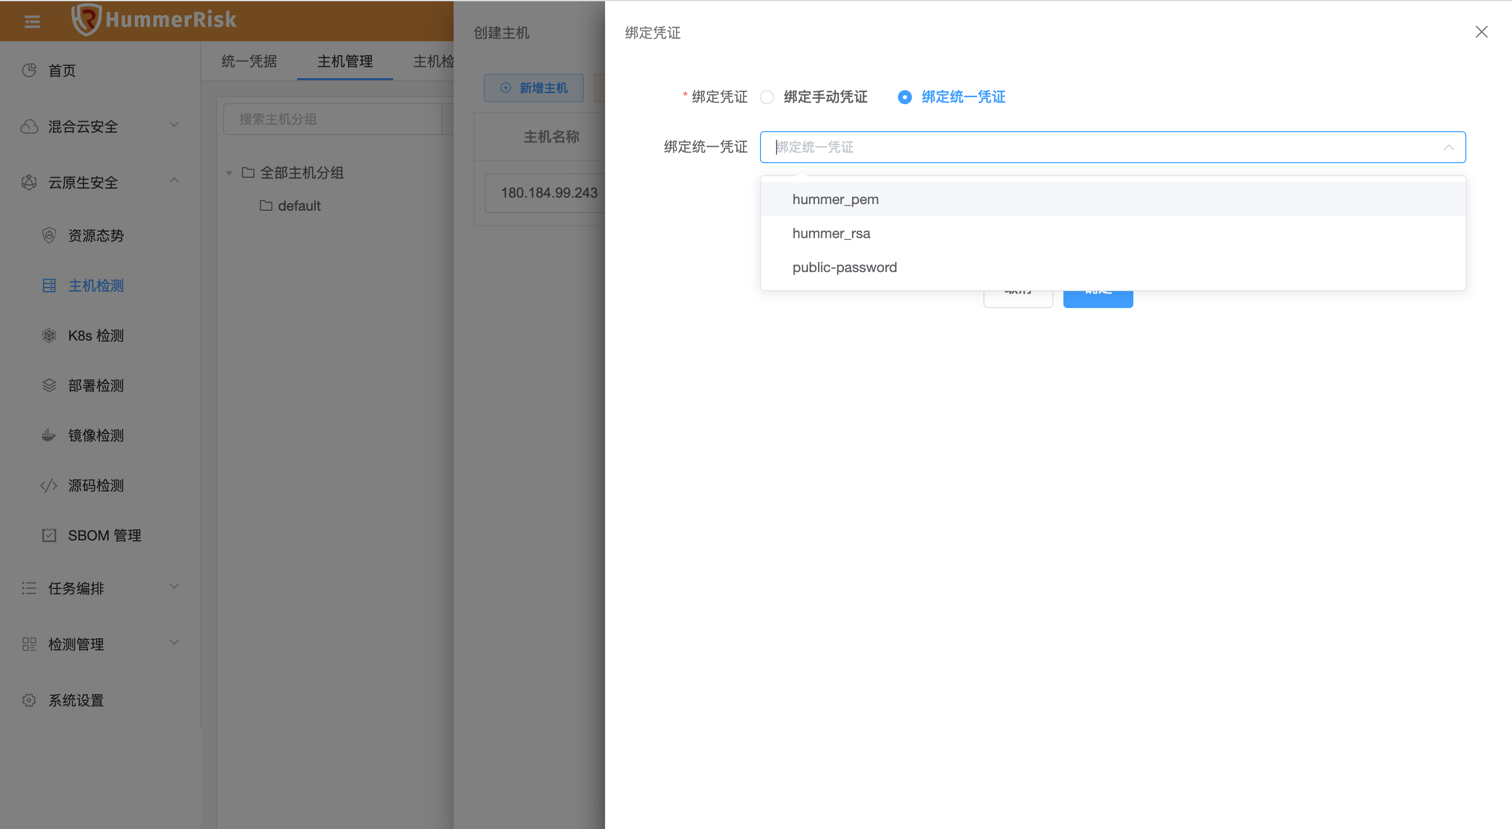 HummerRisk
首页
混合云安全
云原生安全
资源态势
主机检测
K8s 检测
部署检测
镜像检测
源码检测
SBOM 管理
任务编排
检测管理
系统设置
统一凭据
主机管理
主机检
搜索主机分组
全部主机分组
default
创建主机
新增主机
主机名称
180.184.99.243
绑定凭证
* 绑定凭证
绑定手动凭证
绑定统一凭证
绑定统一凭证
绑定统一凭证
hummer_pem
hummer_rsa
public-password